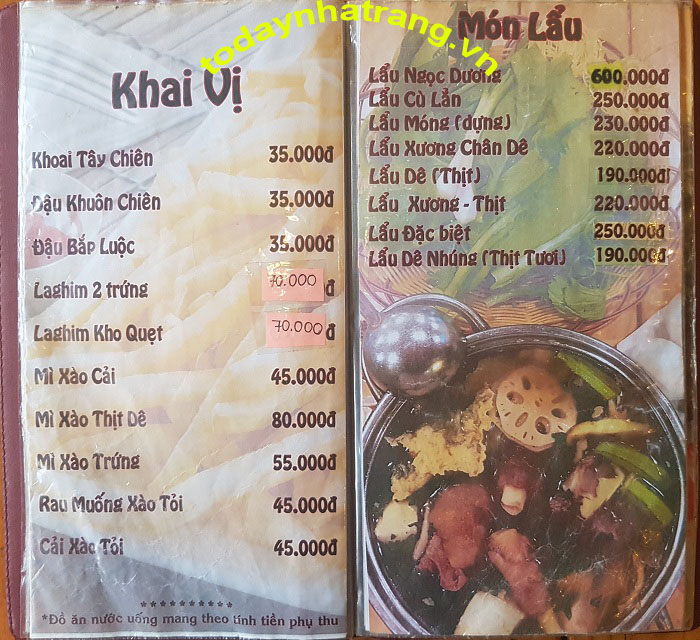 todaynhatrang.vn
Khai Vị
Khoai Tây Chiên 35.000đ
Đậu Khuôn Chiên 35.000đ
Đậu Bắp Luộc 35.000đ
Laghim 2 trứng 70.000 đ
Laghim Kho Quẹt 70.000 đ
Mì Xào Cải 45.000đ
Mì Xào Thịt Dê 80.000đ
Mì Xào Trứng 55.000đ
Rau Muống Xào Tỏi 45.000đ
Cải Xào Tỏi 45.000đ
**********
*Đồ ăn nước uống mang theo tính tiền phụ thu
Món Lẩu
Lẩu Ngọc Dương 600.000đ
Lẩu Cù Lẳn 250.000đ
Lẩu Móng (dựng) 230.000đ
Lẩu Xương Chân Dê 220.000đ
Lẩu Dê (Thịt) 190.000đ
Lẩu Xương - Thịt 220.000đ
Lẩu Đặc biệt 250.000đ
Lẩu Dê Nhúng (Thịt Tươi) 190.000đ